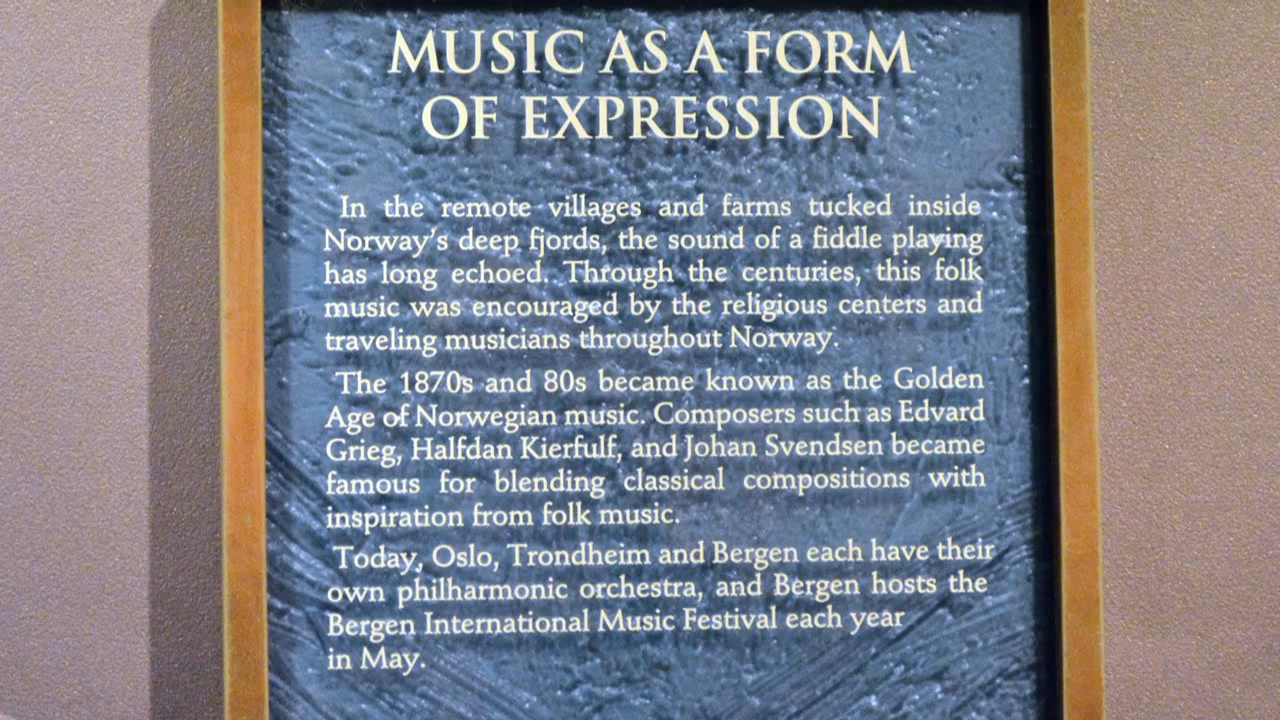 MUSIC AS A FORM
OF EXPRESSION
In the remote villages and farms tucked inside
Norway's deep fjords, the sound of a fiddle playing
has long echoed. Through the centuries, this folk
music was encouraged by the religious centers and
traveling musicians throughout Norway.
The 1870s and 80s became known as the Golden
Age of Norwegian music. Composers such as Edvard
Grieg, Halfdan Kierfulf, and Johan Svendsen became
famous for blending classical compositions with
inspiration from folk music.
Today, Oslo, Trondheim and Bergen each have their
own philharmonic orchestra, and Bergen hosts the
Bergen International Music Festival each year
in May.